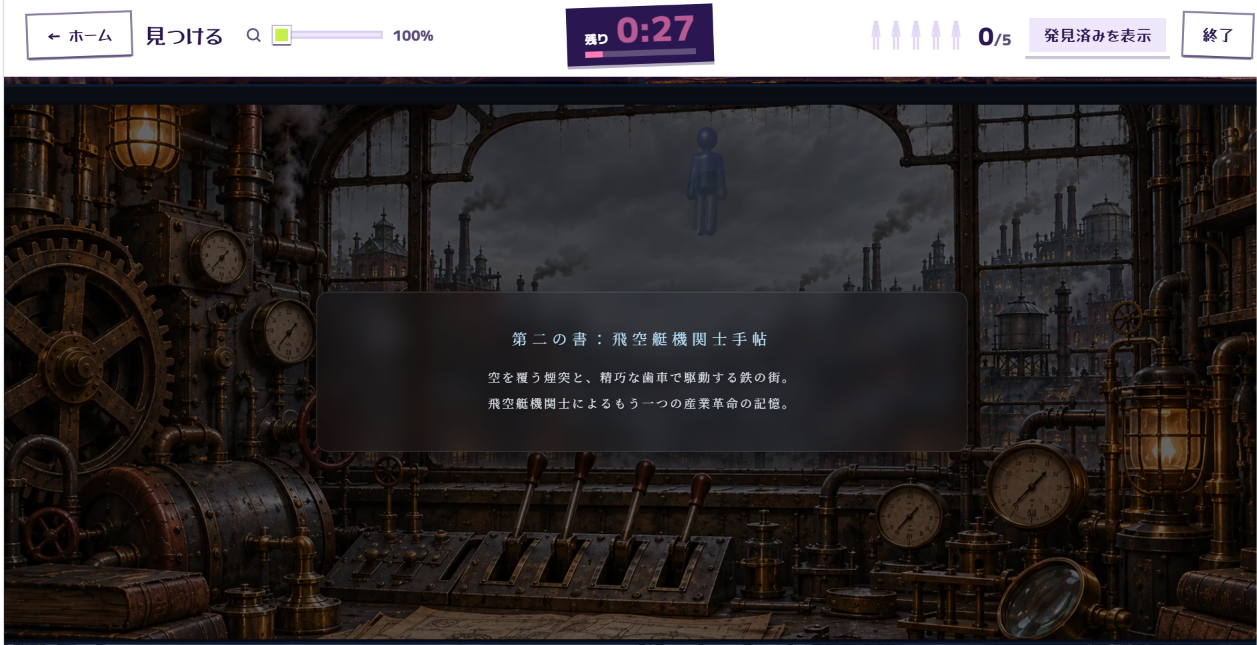 ← ホーム
見つける
100%
残り 0:27
0/5
発見済みを表示
終了
第二の書：飛空艇機関士手帖
空を覆う煙突と、精巧な歯車で駆動する鉄の街。
飛空艇機関士によるもう一つの産業革命の記憶。